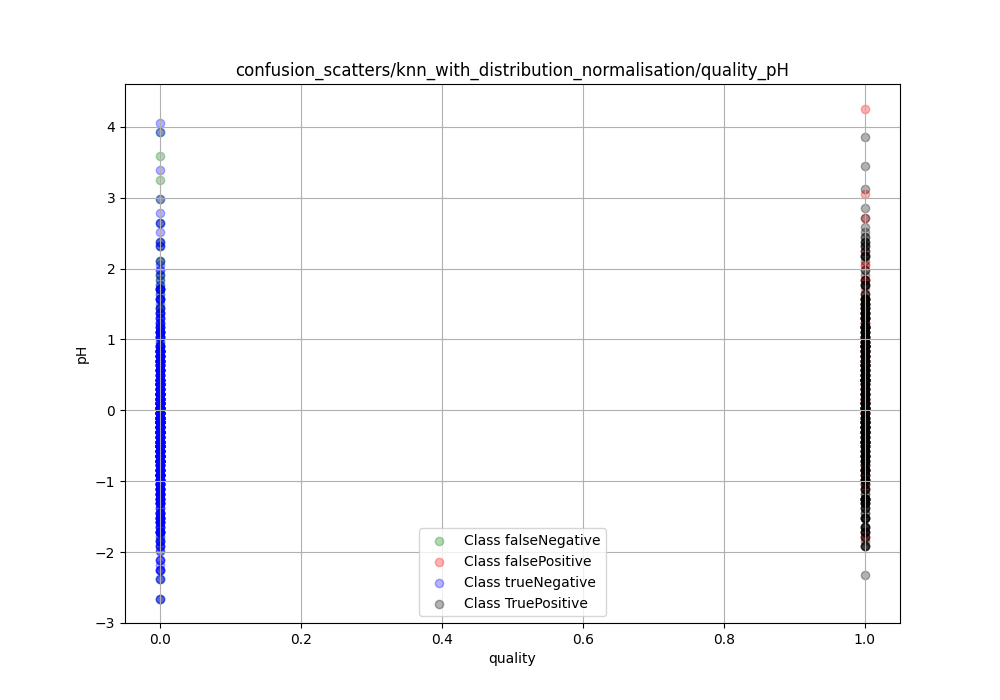 confusion_scatters/knn_with_distribution_normalisation/quality_pH
4
3
2
1
0
−1
−2
−3
pH
0.0 0.2 0.4 0.6 0.8 1.0
quality
Class falseNegative
Class falsePositive
Class trueNegative
Class TruePositive